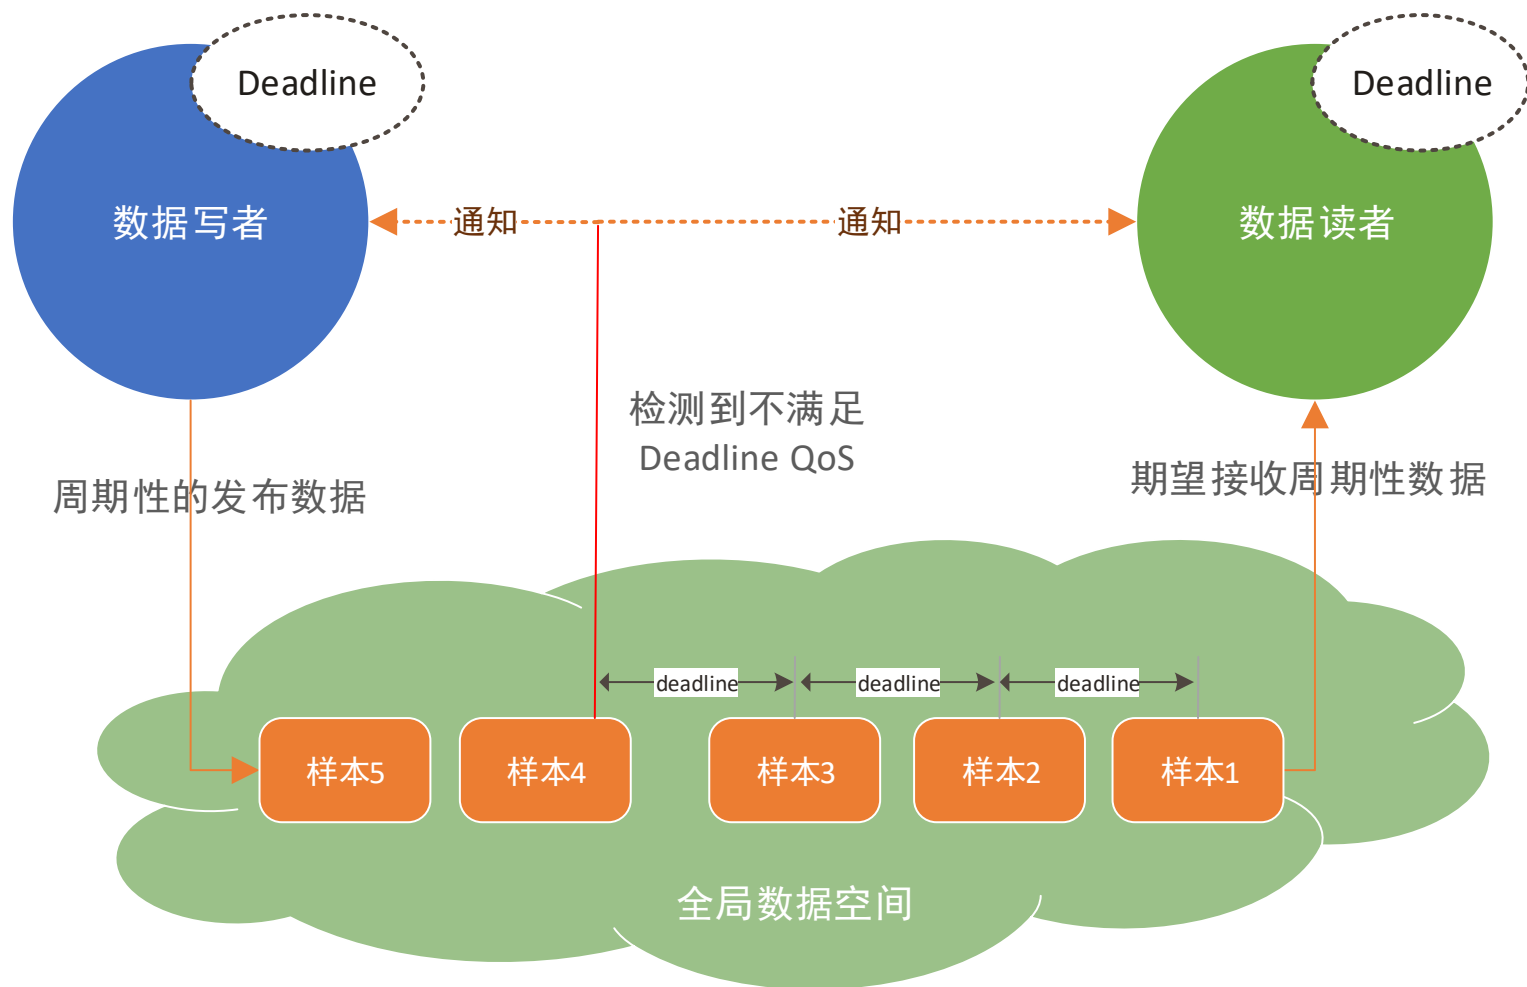 Deadline
Deadline
数据写者
通知
通知
数据读者
检测到不满足
Deadline QoS
周期性的发布数据
期望接收周期性数据
deadline
deadline
deadline
样本5
样本4
样本3
样本2
样本1
全局数据空间